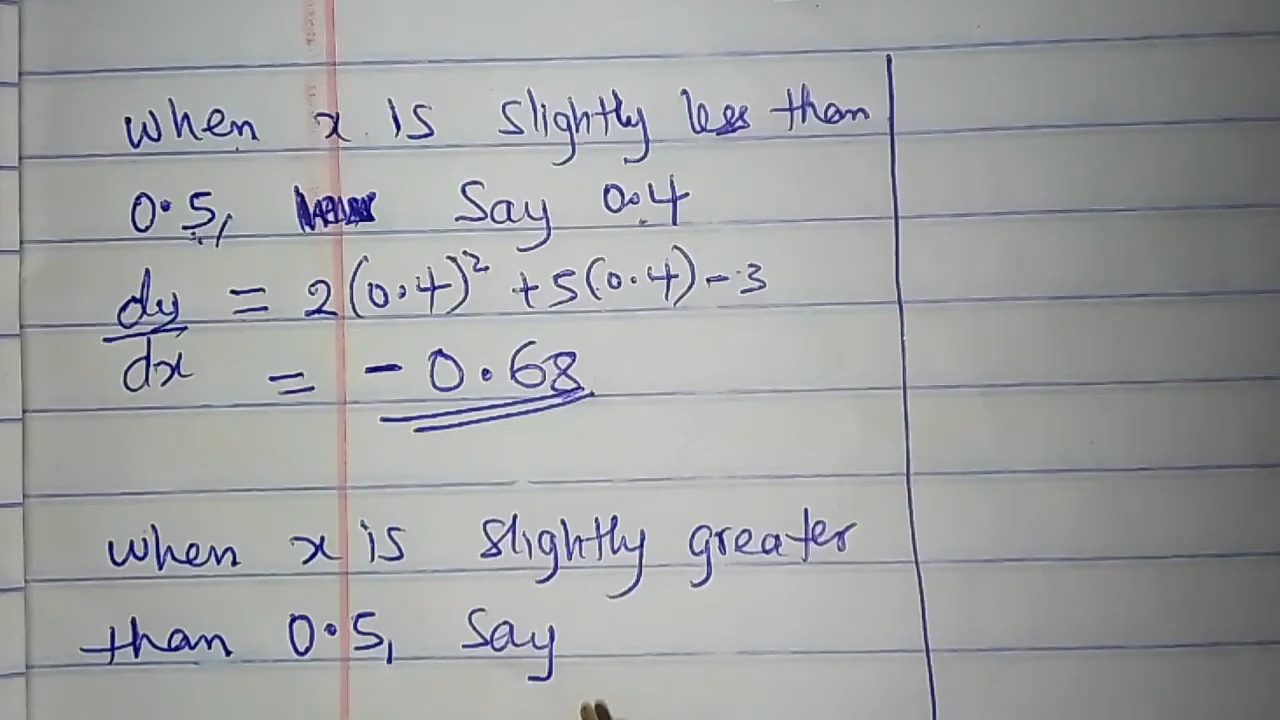 when x is slightly less than
0.5, say 0.4
dy/dx = 2(0.4)² + 5(0.4) - 3
= -0.68
when x is slightly greater
than 0.5, say